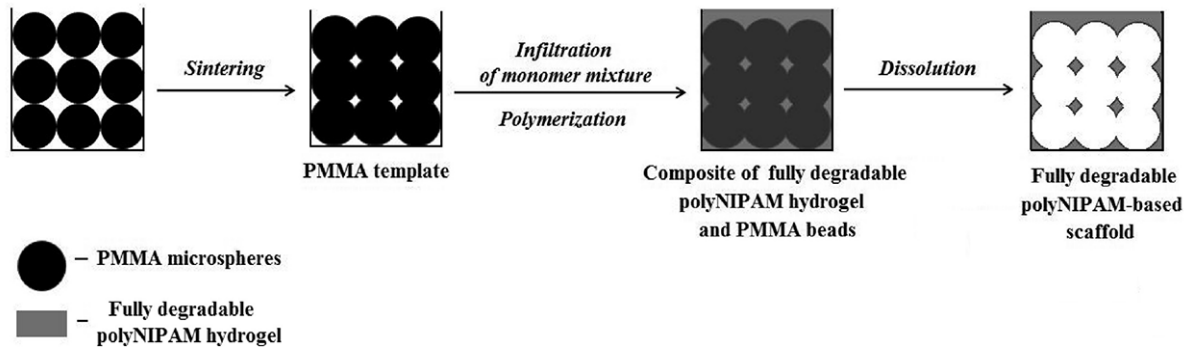 Sintering
PMMA template
Infiltration
of monomer mixture
Polymerization
Composite of fully degradable
polyNIPAM hydrogel
and PMMA beads
Dissolution
Fully degradable
polyNIPAM-based
scaffold
– PMMA microspheres
– Fully degradable
polyNIPAM hydrogel